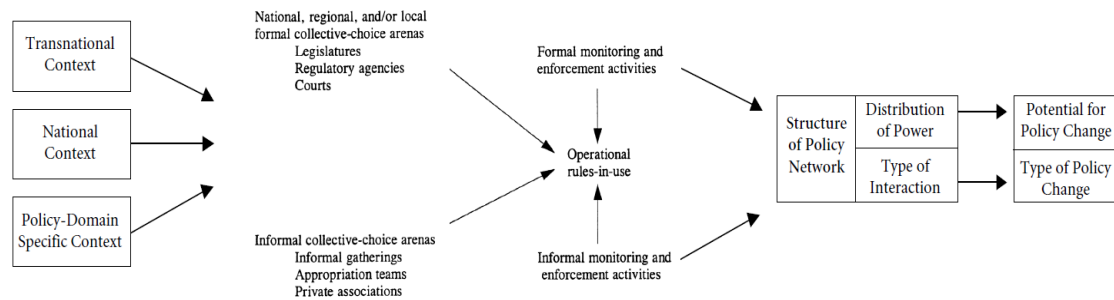 Transnational
Context
National
Context
Policy-Domain
Specific Context
National, regional, and/or local
formal collective-choice arenas
Legislatures
Regulatory agencies
Courts
Informal collective-choice arenas
Informal gatherings
Appropriation teams
Private associations
Formal monitoring and
enforcement activities
Operational
rules-in-use
Informal monitoring and
enforcement activities
Structure
of Policy
Network
Distribution
of Power
Type of
Interaction
Potential for
Policy Change
Type of Policy
Change